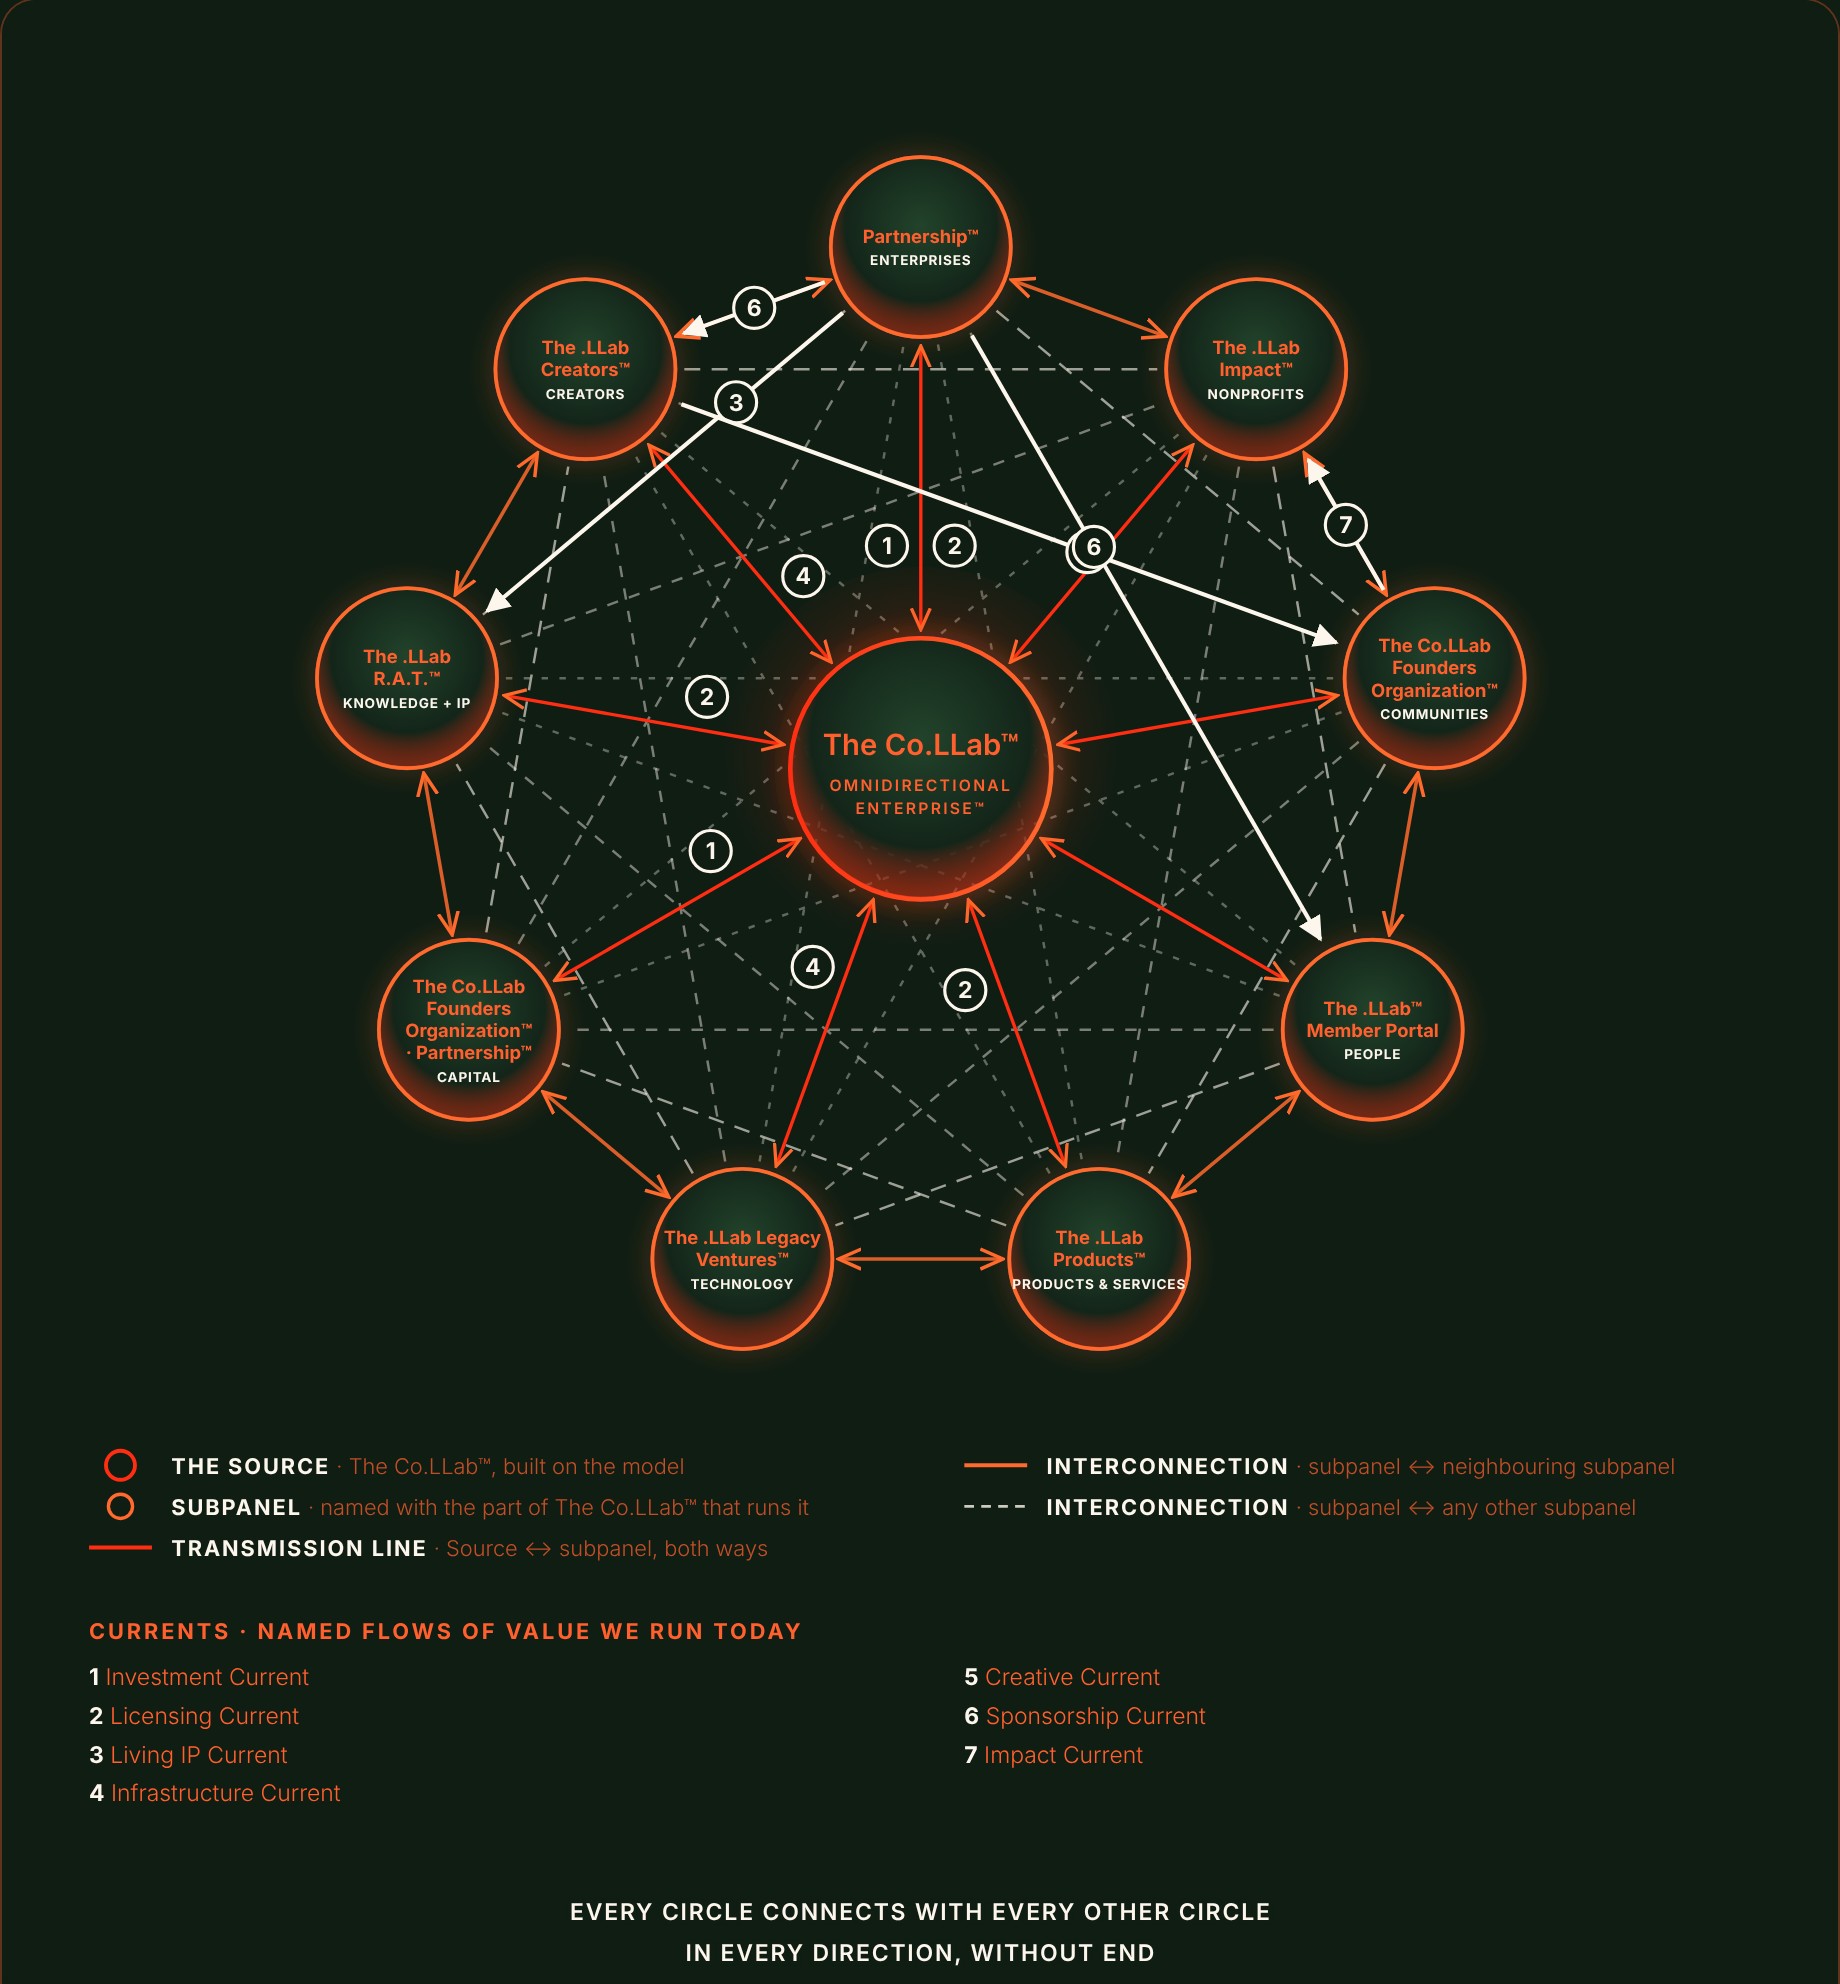 Partnership™
ENTERPRISES
6
The .LLab
Creators™
CREATORS
The .LLab
Impact™
NONPROFITS
3
7
1
2
6
4
The .LLab
R.A.T.™
KNOWLEDGE + IP
The Co.LLab
Founders
Organization™
COMMUNITIES
2
The Co.LLab™
OMNIDIRECTIONAL
ENTERPRISE™
1
4
2
The Co.LLab
Founders
Organization™
· Partnership™
CAPITAL
The .LLab™
Member Portal
PEOPLE
The .LLab Legacy
Ventures™
TECHNOLOGY
The .LLab
Products™
PRODUCTS & SERVICES
THE SOURCE · The Co.LLab™, built on the model
SUBPANEL · named with the part of The Co.LLab™ that runs it
TRANSMISSION LINE · Source ↔ subpanel, both ways
INTERCONNECTION · subpanel ↔ neighbouring subpanel
INTERCONNECTION · subpanel ↔ any other subpanel
CURRENTS · NAMED FLOWS OF VALUE WE RUN TODAY
1 Investment Current
2 Licensing Current
3 Living IP Current
4 Infrastructure Current
5 Creative Current
6 Sponsorship Current
7 Impact Current
EVERY CIRCLE CONNECTS WITH EVERY OTHER CIRCLE
IN EVERY DIRECTION, WITHOUT END